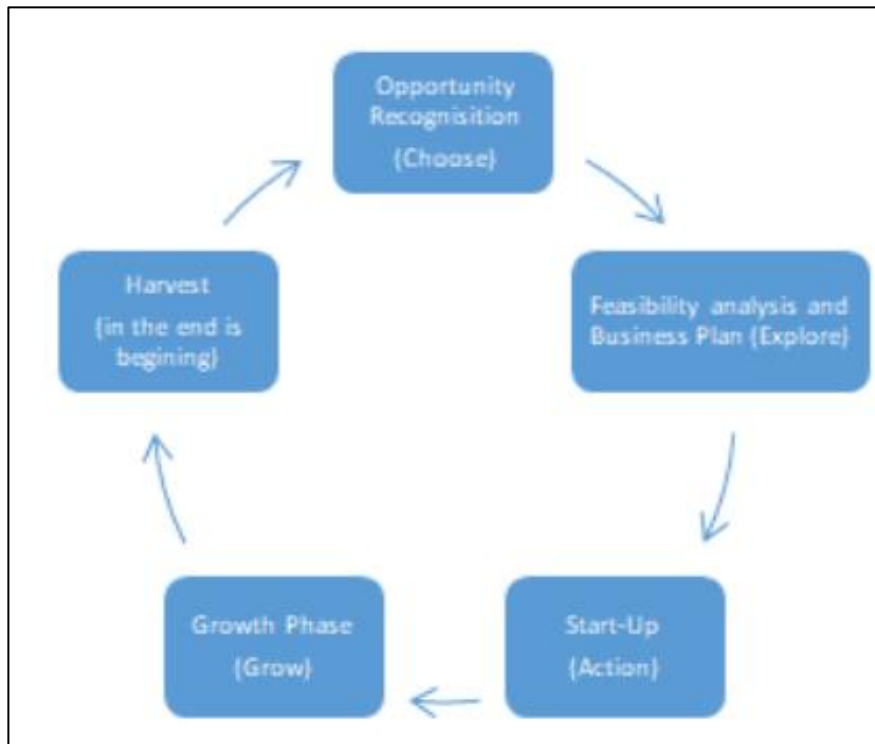 Opportunity
Recognisition
(Choose)
Feasibility analysis and
Business Plan (Explore)
Start-Up
(Action)
Growth Phase
(Grow)
Harvest
(in the end is
begining)